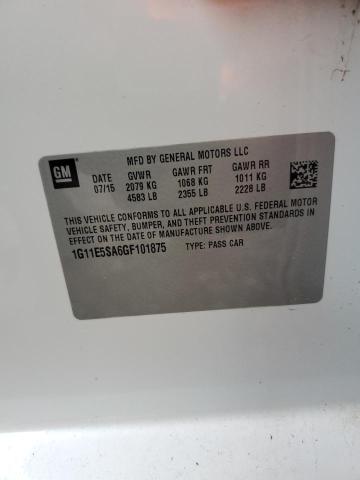 MFD BY GENERAL MOTORS LLC
GM
DATE GVWR GAWR FRT GAWR RR
07/15 2079 KG 1068 KG 1011 KG
4583 LB 2355 LB 2228 LB
THIS VEHICLE CONFORMS TO ALL APPLICABLE U.S. FEDERAL MOTOR
VEHICLE SAFETY, BUMPER, AND THEFT PREVENTION STANDARDS IN
EFFECT ON THE DATE OF MANUFACTURE SHOWN ABOVE.
1G11E5SA6GF101875 TYPE: PASS CAR